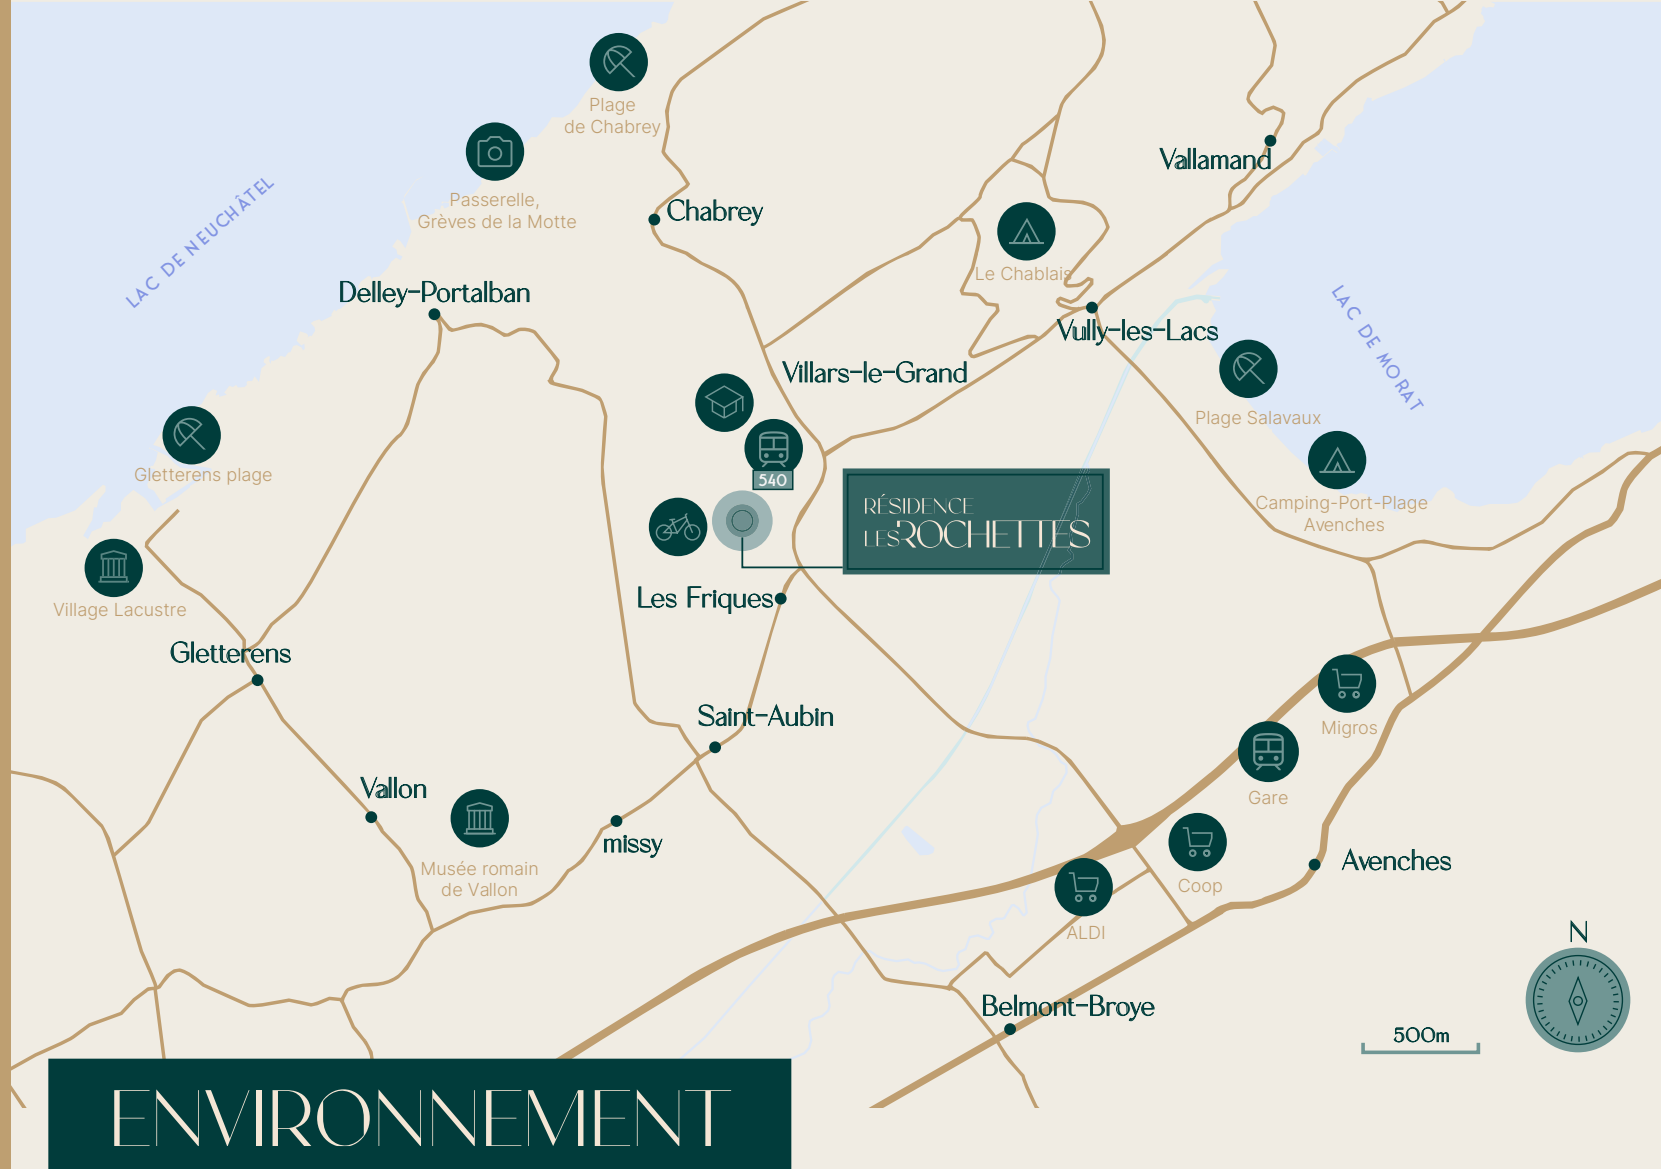 Plage
de Chabrey
Passerelle,
Grèves de la Motte
Vallamand
LAC DE NEUCHÂTEL
Chabrey
Le Chablais
Delley-Portalban
Vully-les-Lacs
LAC DE MORAT
Villars-le-Grand
Plage Salavaux
Gletterens plage
540
Camping-Port-Plage
Avenches
RÉSIDENCE
LES ROCHETTES
Village Lacustre
Les Friques
Gletterens
Saint-Aubin
Migros
Vallon
Gare
missy
Musée romain
de Vallon
Avenches
Coop
ALDI
N
Belmont-Broye
500m
ENVIRONNEMENT